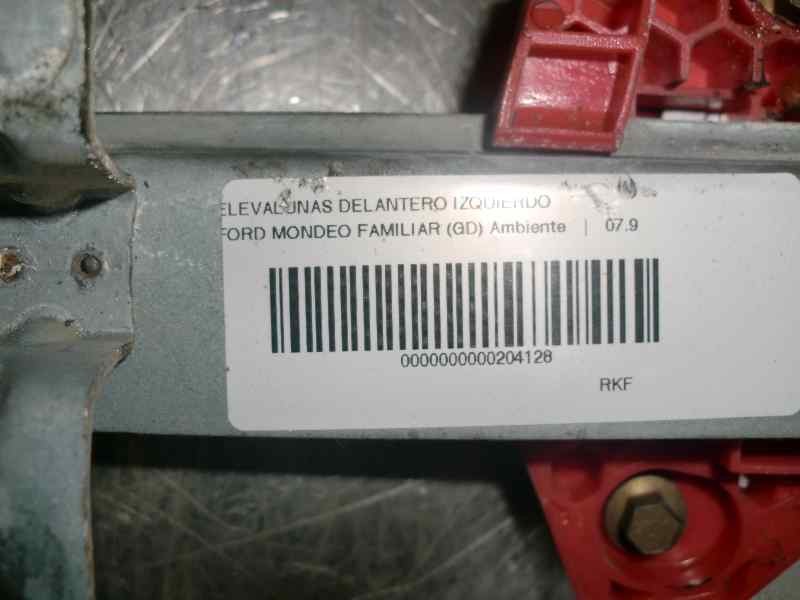 ELEVALUNAS DELANTERO IZQUIERDO
FORD MONDEO FAMILIAR (GD) Ambiente | 07.9
0000000000204128
RKF